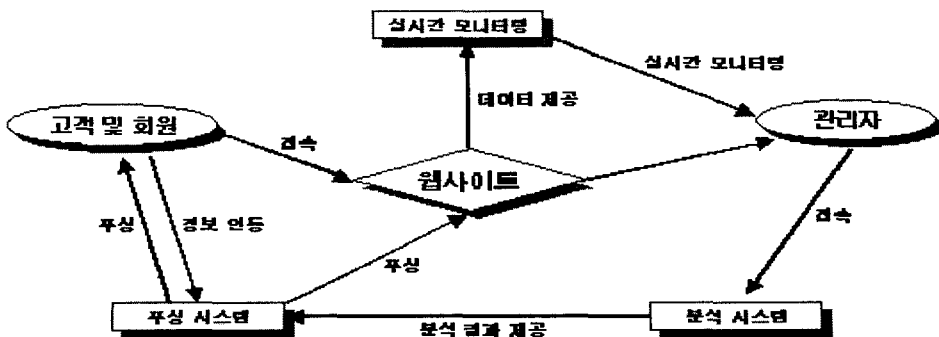 실시간 모니터링
실시간 모니터링
데이터 제공
고객 및 회원
관리자
접속
웹사이트
푸싱
정보 연동
접속
푸싱
푸싱 시스템
분석 결과 제공
분석 시스템